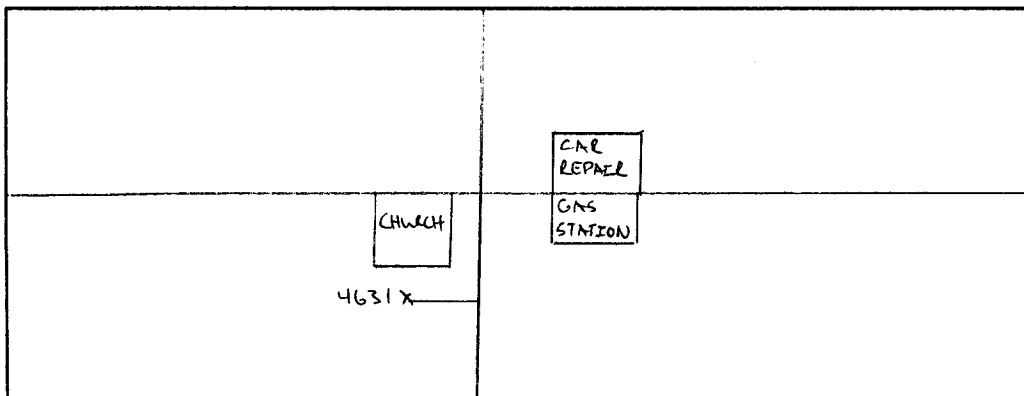 CAR
REPAIR
GAS
STATION
CHURCH
4631 X